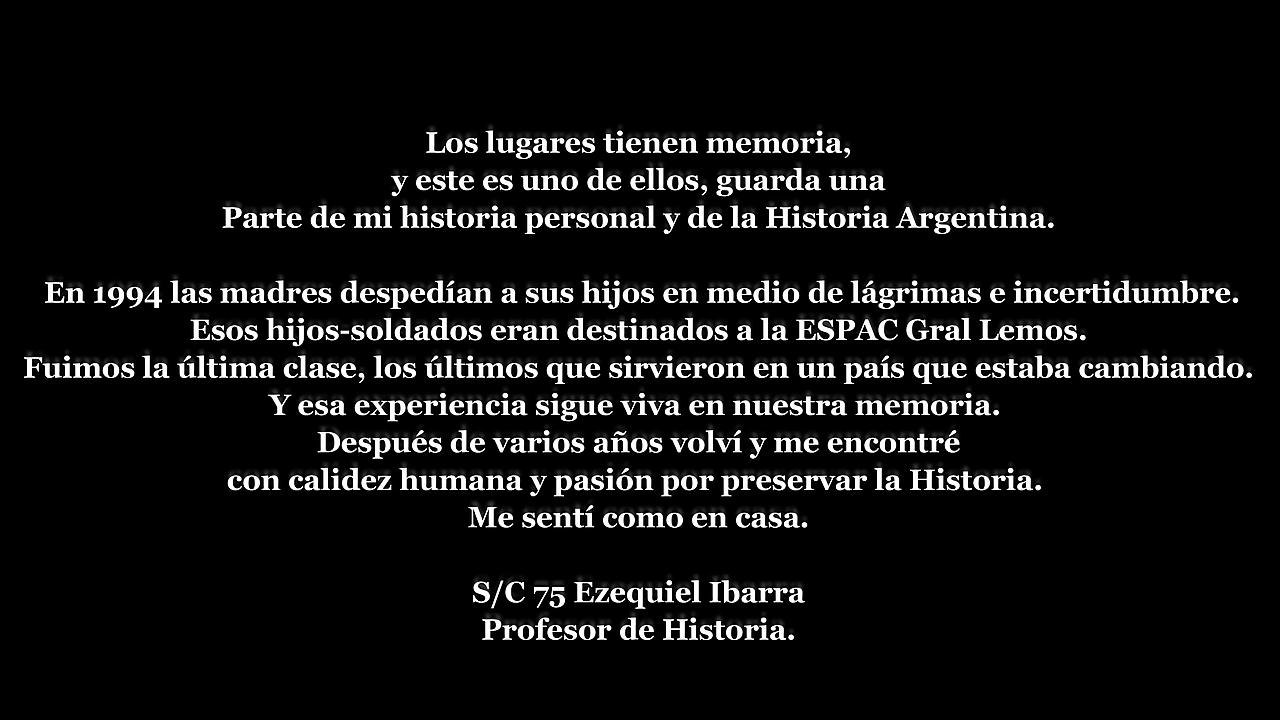 Los lugares tienen memoria,
y este es uno de ellos, guarda una
Parte de mi historia personal y de la Historia Argentina.
En 1994 las madres despedían a sus hijos en medio de lágrimas e incertidumbre.
Esos hijos-soldados eran destinados a la ESPAC Gral Lemos.
Fuimos la última clase, los últimos que sirvieron en un país que estaba cambiando.
Y esa experiencia sigue viva en nuestra memoria.
Después de varios años volví y me encontré
con calidez humana y pasión por preservar la Historia.
Me sentí como en casa.
S/C 75 Ezequiel Ibarra
Profesor de Historia.